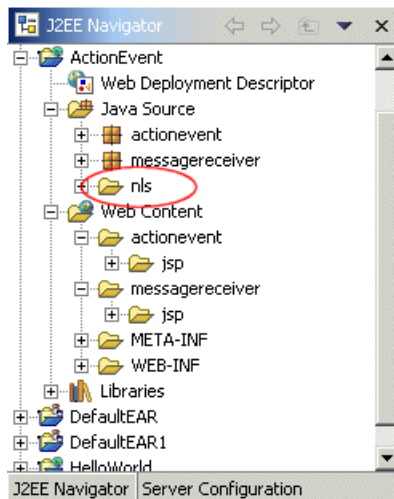 J2EE Navigator
ActionEvent
Web Deployment Descriptor
Java Source
actionevent
messagereceiver
nls
Web Content
actionevent
jsp
messagereceiver
jsp
META-INF
WEB-INF
Libraries
DefaultEAR
DefaultEAR1
HelloWorld
J2EE Navigator Server Configuration